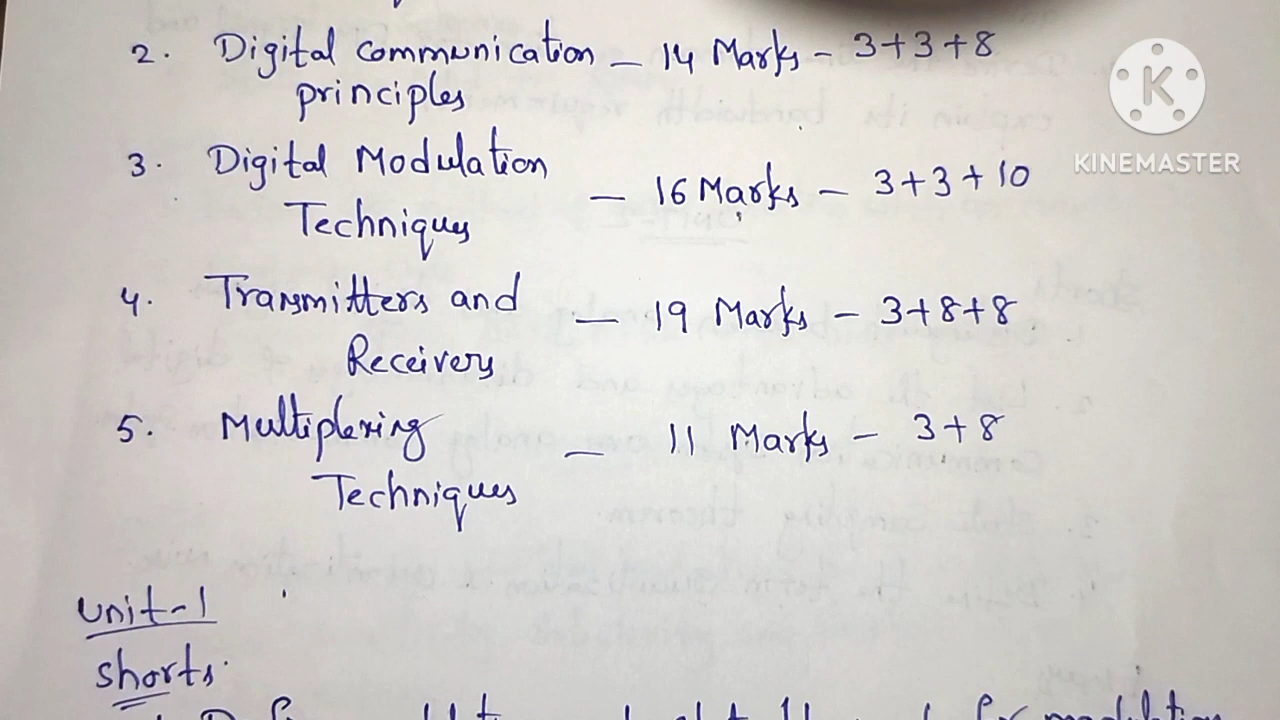 2. Digital communication – 14 Marks – 3+3+8
principles
3. Digital Modulation
Techniques – 16 Marks – 3+3+10
4. Transmitters and
Receivers – 19 Marks – 3+8+8
5. Multiplexing
Techniques – 11 Marks – 3+8
unit-1
shorts
for modulation
K
KINEMASTER